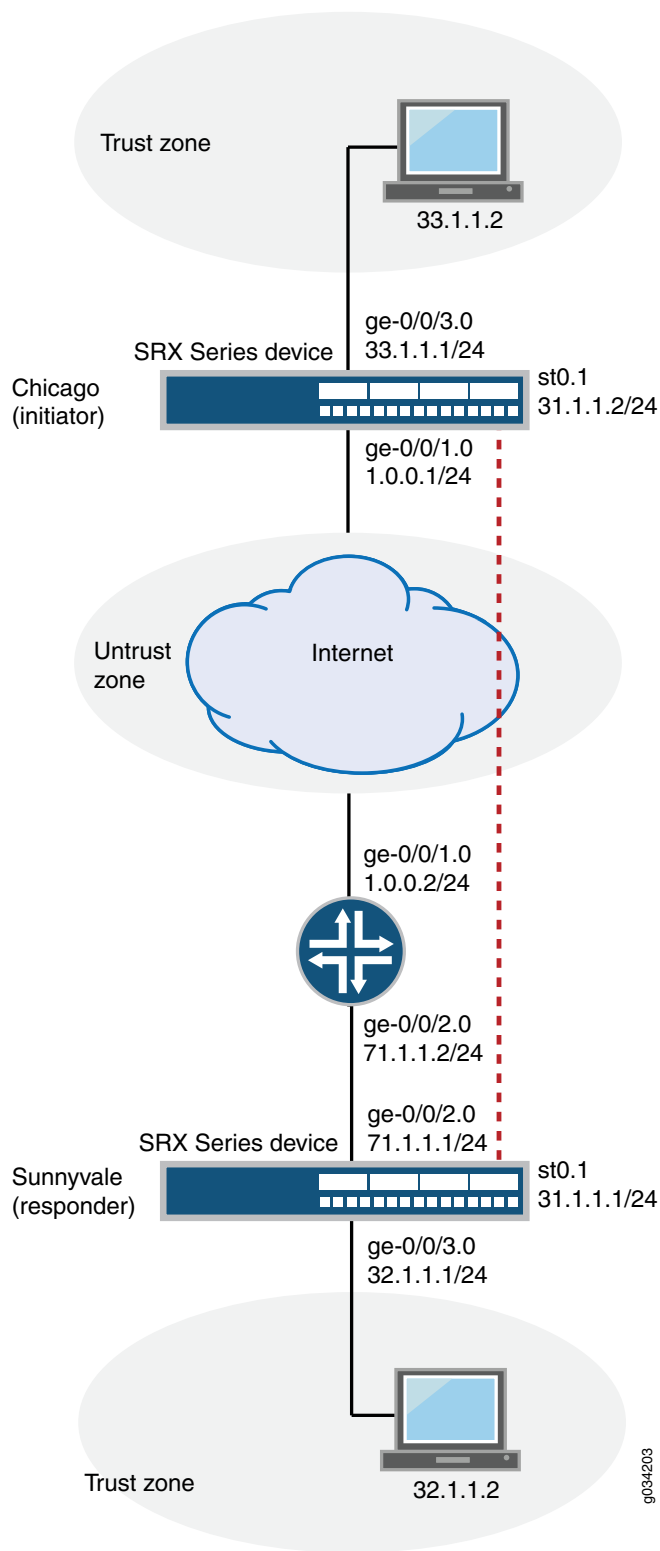 Trust zone
33.1.1.2
ge-0/0/3.0
33.1.1.1/24
SRX Series device
st0.1
31.1.1.2/24
Chicago
(initiator)
ge-0/0/1.0
1.0.0.1/24
Untrust
zone
Internet
ge-0/0/1.0
1.0.0.2/24
ge-0/0/2.0
71.1.1.2/24
ge-0/0/2.0
71.1.1.1/24
SRX Series device
st0.1
31.1.1.1/24
Sunnyvale
(responder)
ge-0/0/3.0
32.1.1.1/24
Trust zone
32.1.1.2
g034203